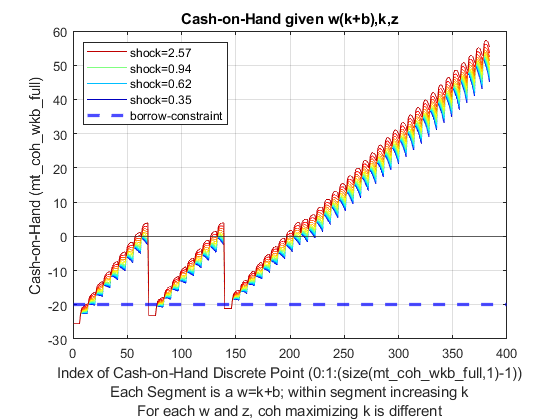 Cash-on-Hand given w(k+b),k,z
Cash-on-Hand (mt_coh_wkb_full)
60
50
40
30
20
10
0
-10
-20
-30
shock=2.57
shock=0.94
shock=0.62
shock=0.35
borrow-constraint
0 50 100 150 200 250 300 350 400
Index of Cash-on-Hand Discrete Point (0:1:(size(mt_coh_wkb_full,1)-1))
Each Segment is a w=k+b; within segment increasing k
For each w and z, coh maximizing k is different